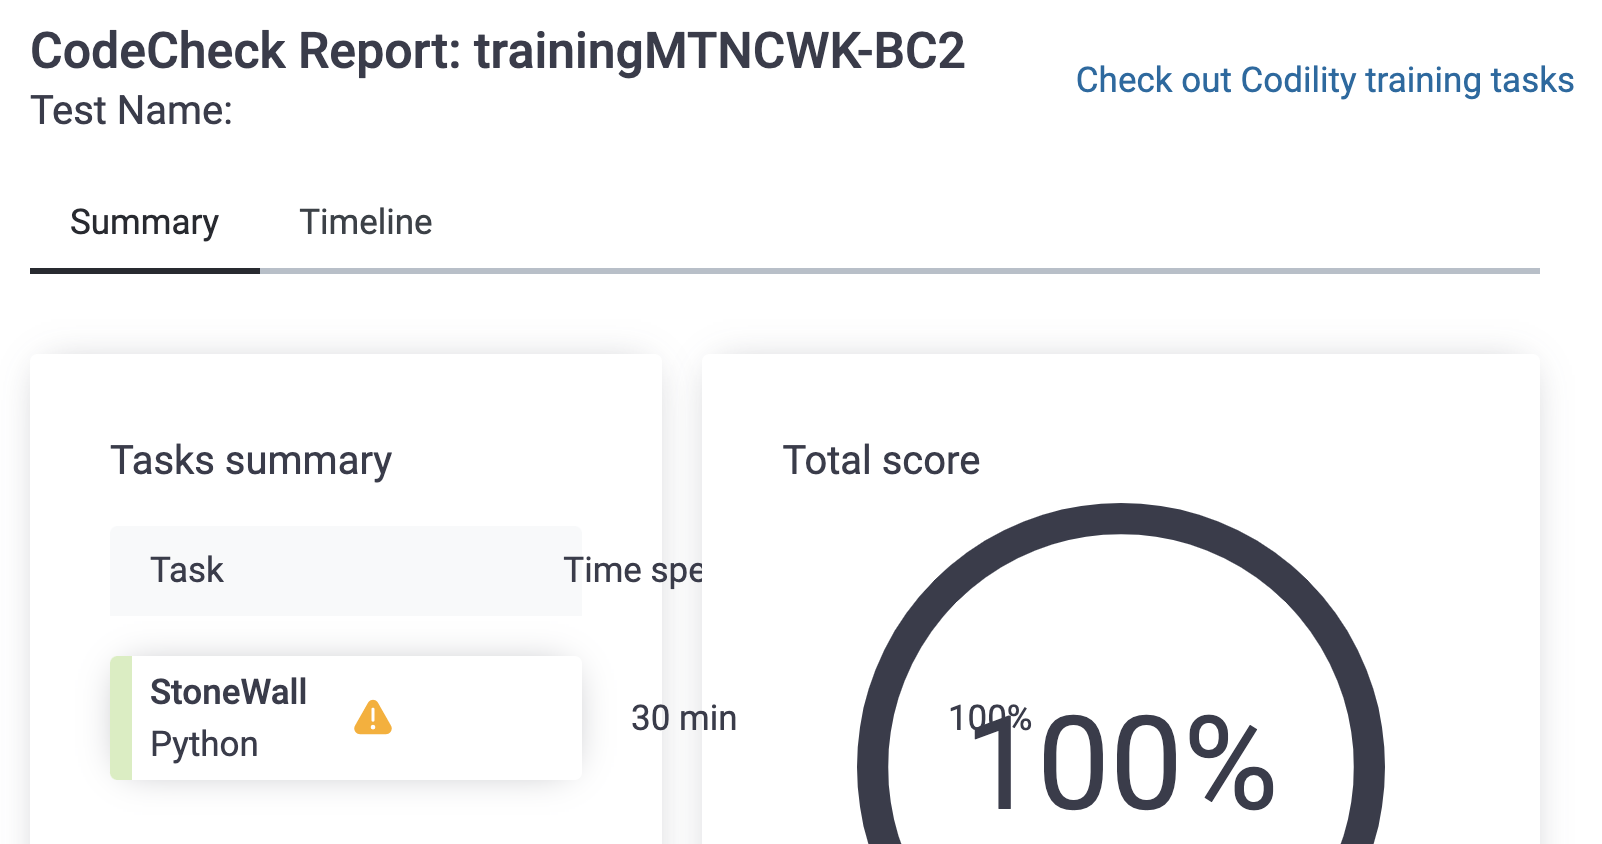 CodeCheck Report: trainingMTNCWK-BC2
Test Name:
Check out Codility training tasks
Summary
Timeline
Tasks summary
Task
Time spe
StoneWall
Python
30 min
100%
Total score
100%